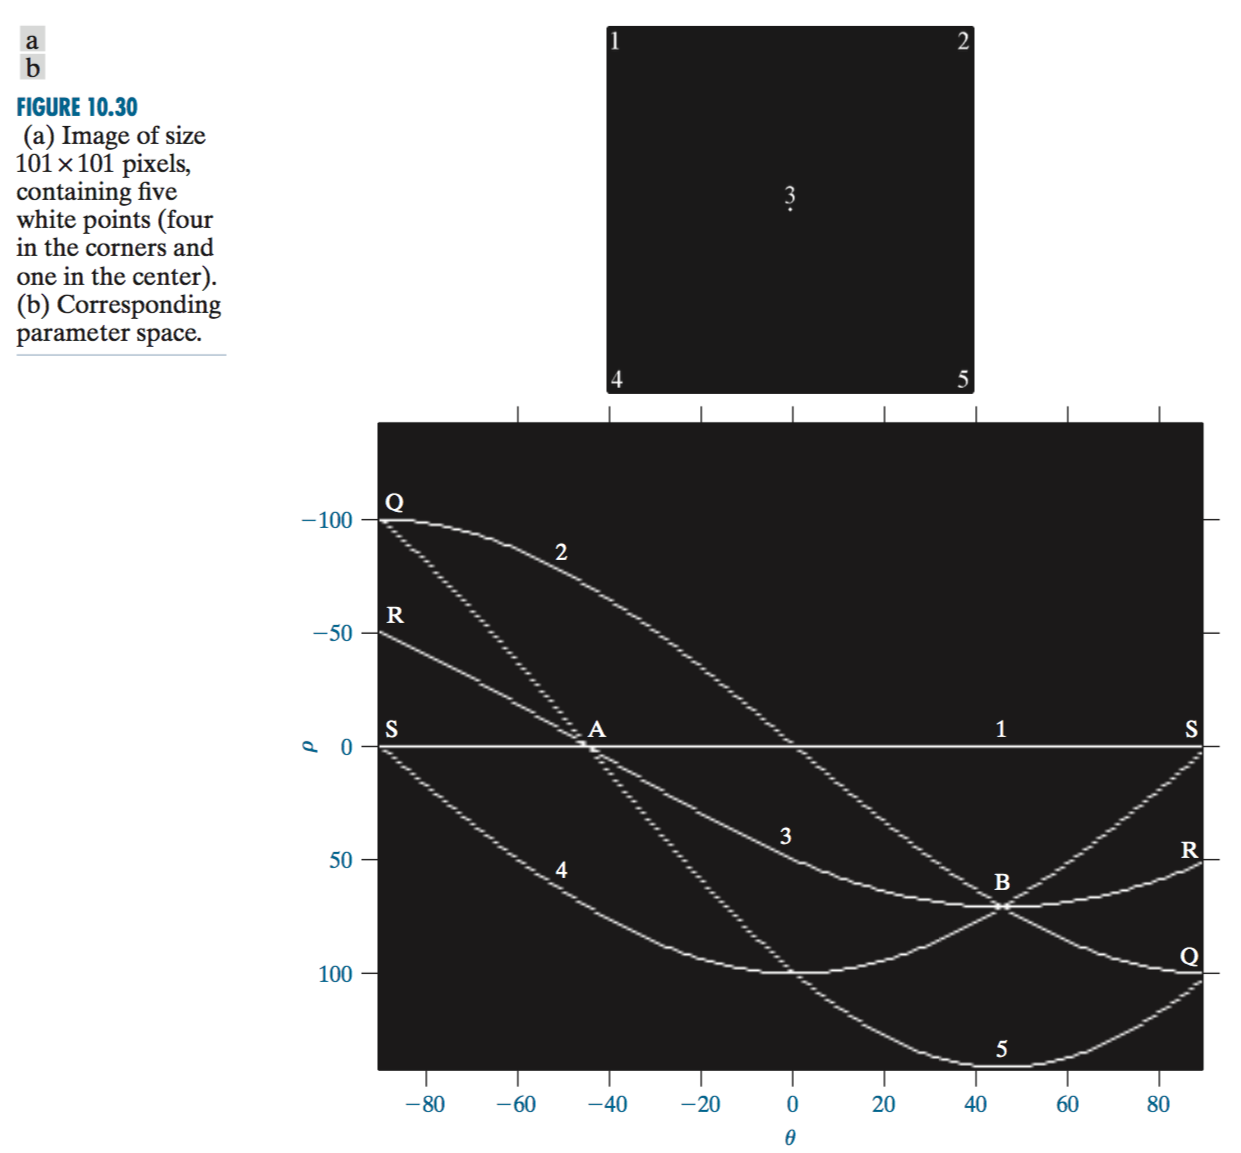 a
b
FIGURE 10.30
(a) Image of size
101 × 101 pixels,
containing five
white points (four
in the corners and
one in the center).
(b) Corresponding
parameter space.
1 2
3
4 5
Q
−100
2
R
−50
S A 1 S
ρ 0
3
50 4 R
B
Q
100
5
−80 −60 −40 −20 0 20 40 60 80
θ